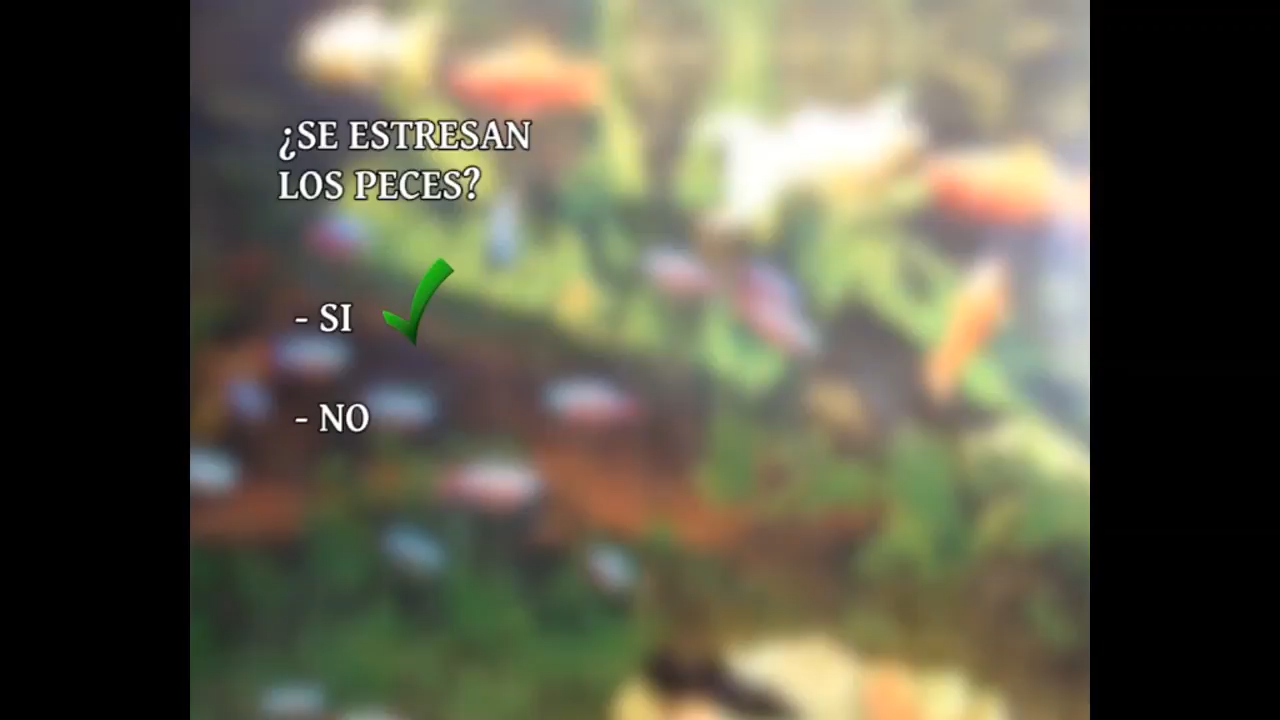 ¿SE ESTRESAN
LOS PECES?
- SI
- NO